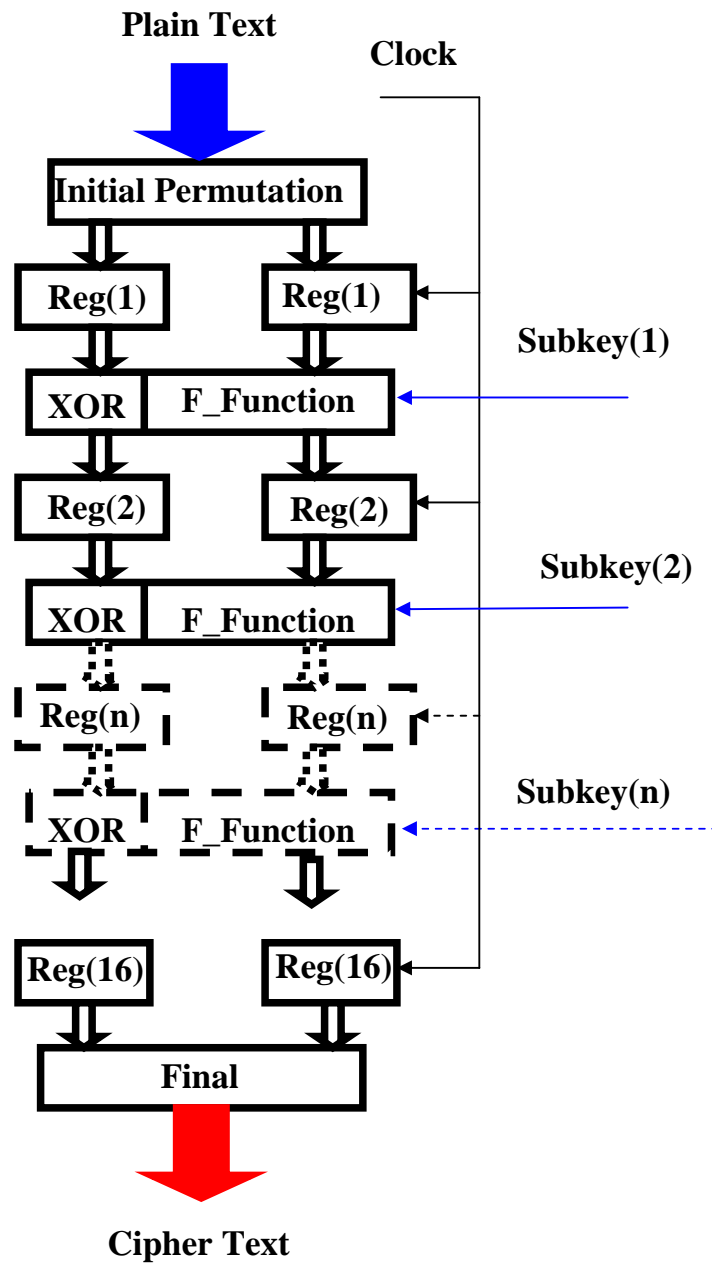 Plain Text
Clock
Initial Permutation
Reg(1)
Reg(1)
Subkey(1)
XOR
F_Function
Reg(2)
Reg(2)
Subkey(2)
XOR
F_Function
Reg(n)
Reg(n)
Subkey(n)
XOR
F_Function
Reg(16)
Reg(16)
Final
Cipher Text